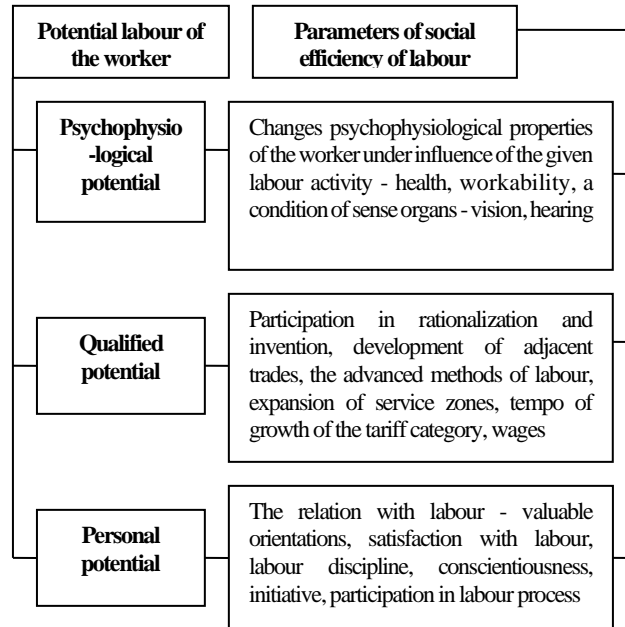 Potential labour of
the worker
Parameters of social
efficiency of labour
Psychophysio
-logical
potential
Changes psychophysiological properties
of the worker under influence of the given
labour activity - health, workability, a
condition of sense organs - vision, hearing
Qualified
potential
Participation in rationalization and
invention, development of adjacent
trades, the advanced methods of labour,
expansion of service zones, tempo of
growth of the tariff category, wages
Personal
potential
The relation with labour - valuable
orientations, satisfaction with labour,
labour discipline, conscientiousness,
initiative, participation in labour process